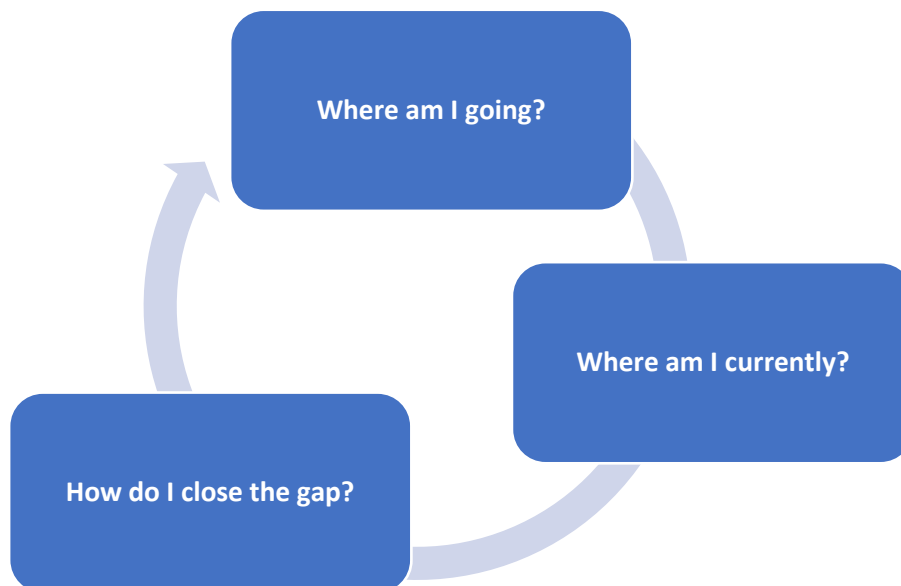 Where am I going?
Where am I currently?
How do I close the gap?